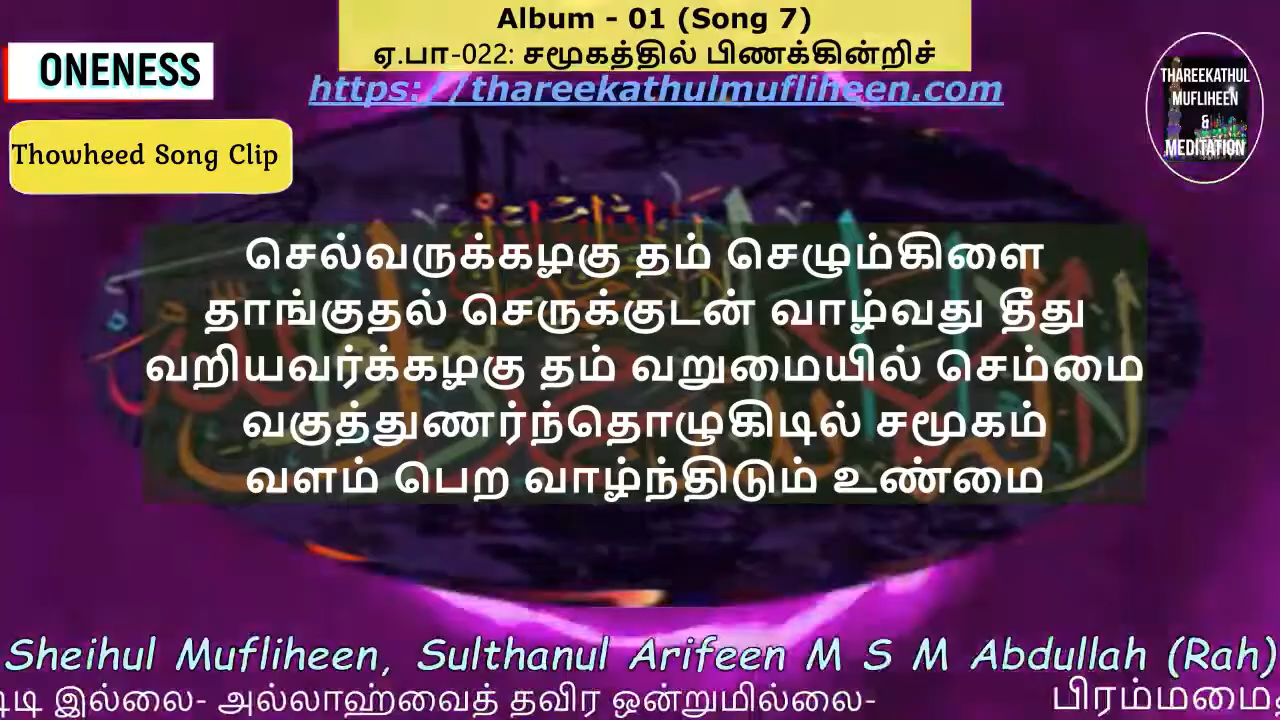 Album - 01 (Song 7)
ஏ.பா-022: சமூகத்தில் பிணக்கின்றிச்
https://thareekathulmufliheen.com
ONENESS
Thowheed Song Clip
THAREEKATHUL
MUFLIHEEN
&
MEDITATION
செல்வருக்கழகு தம் செழும்கிளை
தாங்குதல் செருக்குடன் வாழ்வது தீது
வறியவர்க்கழகு தம் வறுமையில் செம்மை
வகுத்துணர்ந்தொழுகிடில் சமூகம்
வளம் பெற வாழ்ந்திடும் உண்மை
Sheihul Mufliheen, Sulthanul Arifeen M S M Abdullah (Rah)
இல்லை- அல்லாஹ்வைத் தவிர ஒன்றுமில்லை-